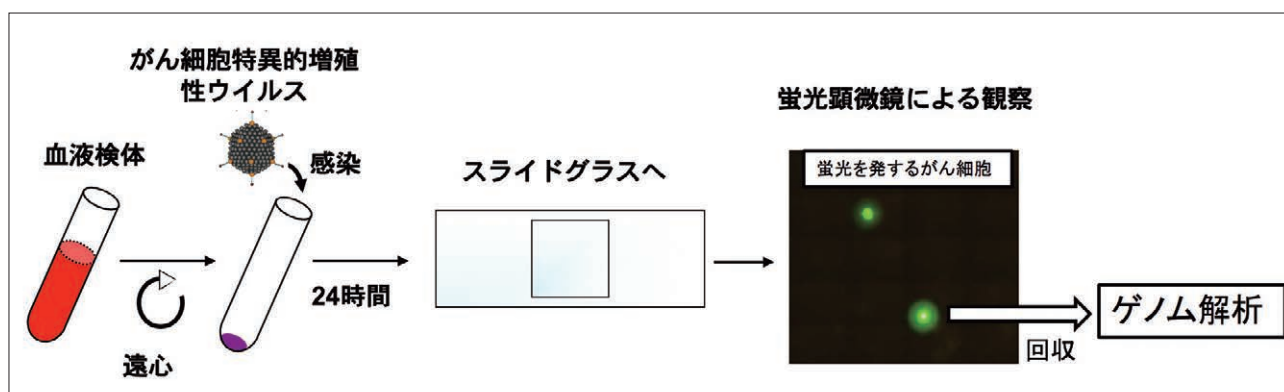 がん細胞特異的増殖
性ウイルス
血液検体
感染
遠心
24時間
スライドグラスへ
蛍光顕微鏡による観察
蛍光を発するがん細胞
回収
ゲノム解析